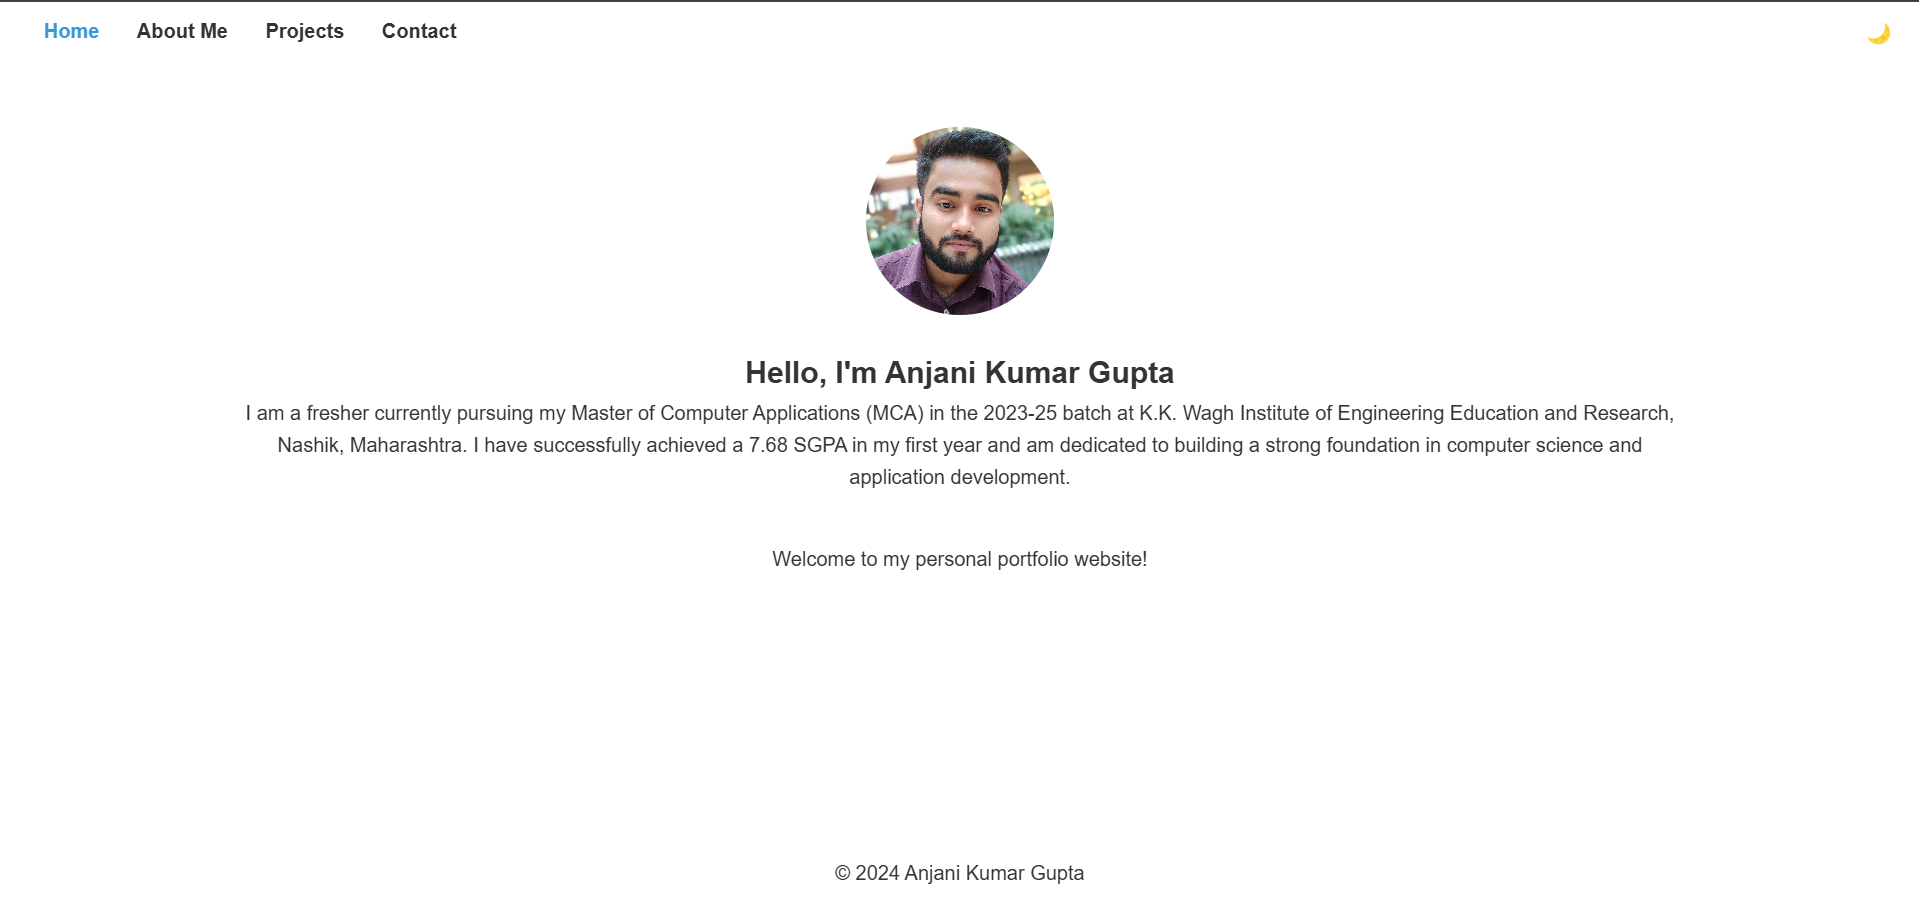 Home About Me Projects Contact
Hello, I'm Anjani Kumar Gupta
I am a fresher currently pursuing my Master of Computer Applications (MCA) in the 2023-25 batch at K.K. Wagh Institute of Engineering Education and Research,
Nashik, Maharashtra. I have successfully achieved a 7.68 SGPA in my first year and am dedicated to building a strong foundation in computer science and
application development.
Welcome to my personal portfolio website!
© 2024 Anjani Kumar Gupta